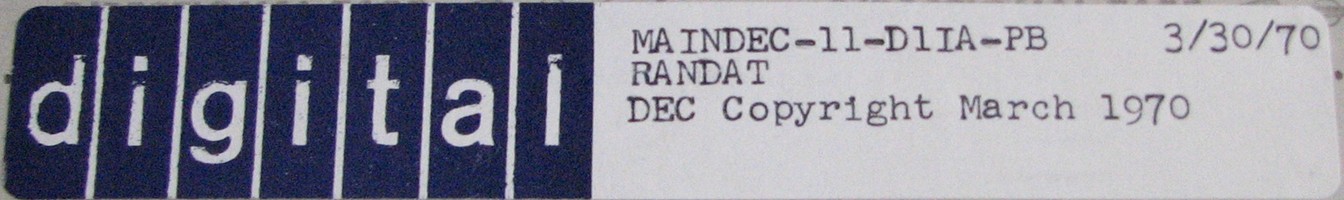 digital
MAINDEC-11-D1IA-PB 3/30/70
RANDAT
DEC Copyright March 1970